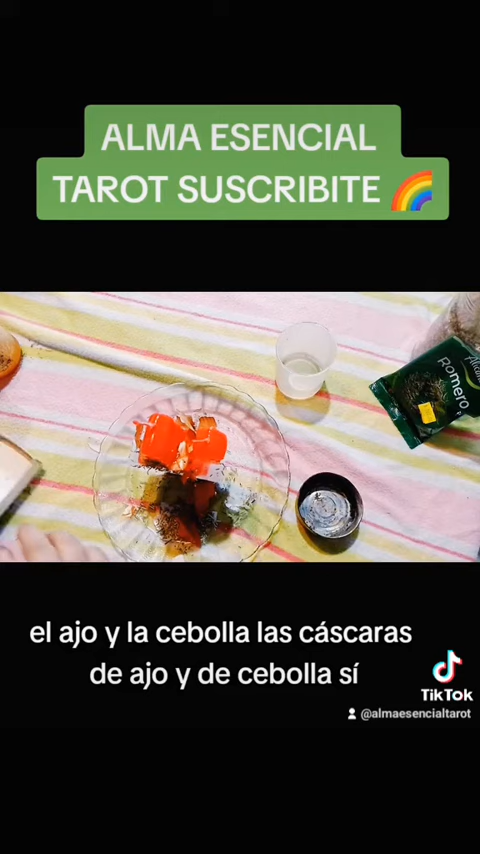 ALMA ESENCIAL
TAROT SUSCRIBITE
Romero
el ajo y la cebolla las cáscaras
de ajo y de cebolla sí
TikTok
@almaesencialtarot